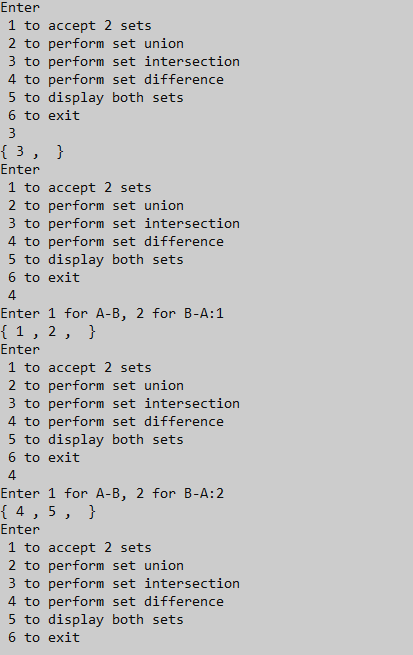 Enter
 1 to accept 2 sets
 2 to perform set union
 3 to perform set intersection
 4 to perform set difference
 5 to display both sets
 6 to exit
 3
{ 3 ,  }
Enter
 1 to accept 2 sets
 2 to perform set union
 3 to perform set intersection
 4 to perform set difference
 5 to display both sets
 6 to exit
 4
Enter 1 for A-B, 2 for B-A:1
{ 1 , 2 ,  }
Enter
 1 to accept 2 sets
 2 to perform set union
 3 to perform set intersection
 4 to perform set difference
 5 to display both sets
 6 to exit
 4
Enter 1 for A-B, 2 for B-A:2
{ 4 , 5 ,  }
Enter
 1 to accept 2 sets
 2 to perform set union
 3 to perform set intersection
 4 to perform set difference
 5 to display both sets
 6 to exit